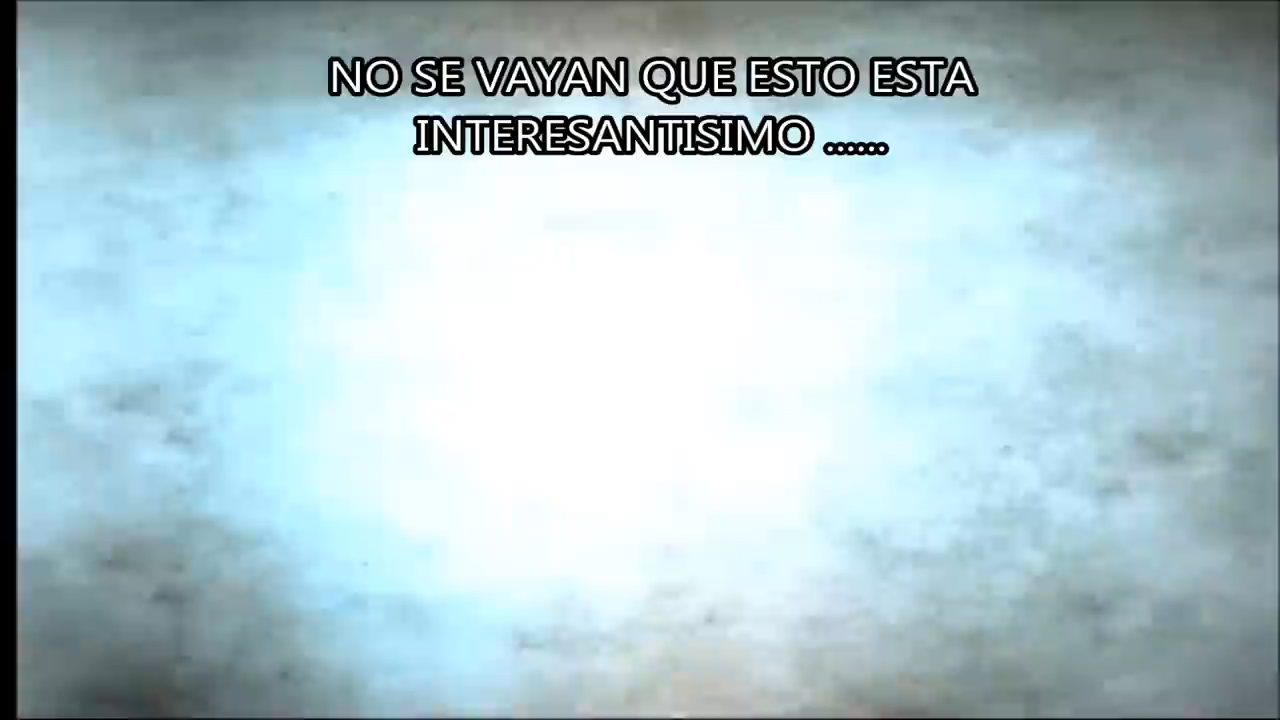 NO SE VAYAN QUE ESTO ESTA
INTERESANTISIMO ......